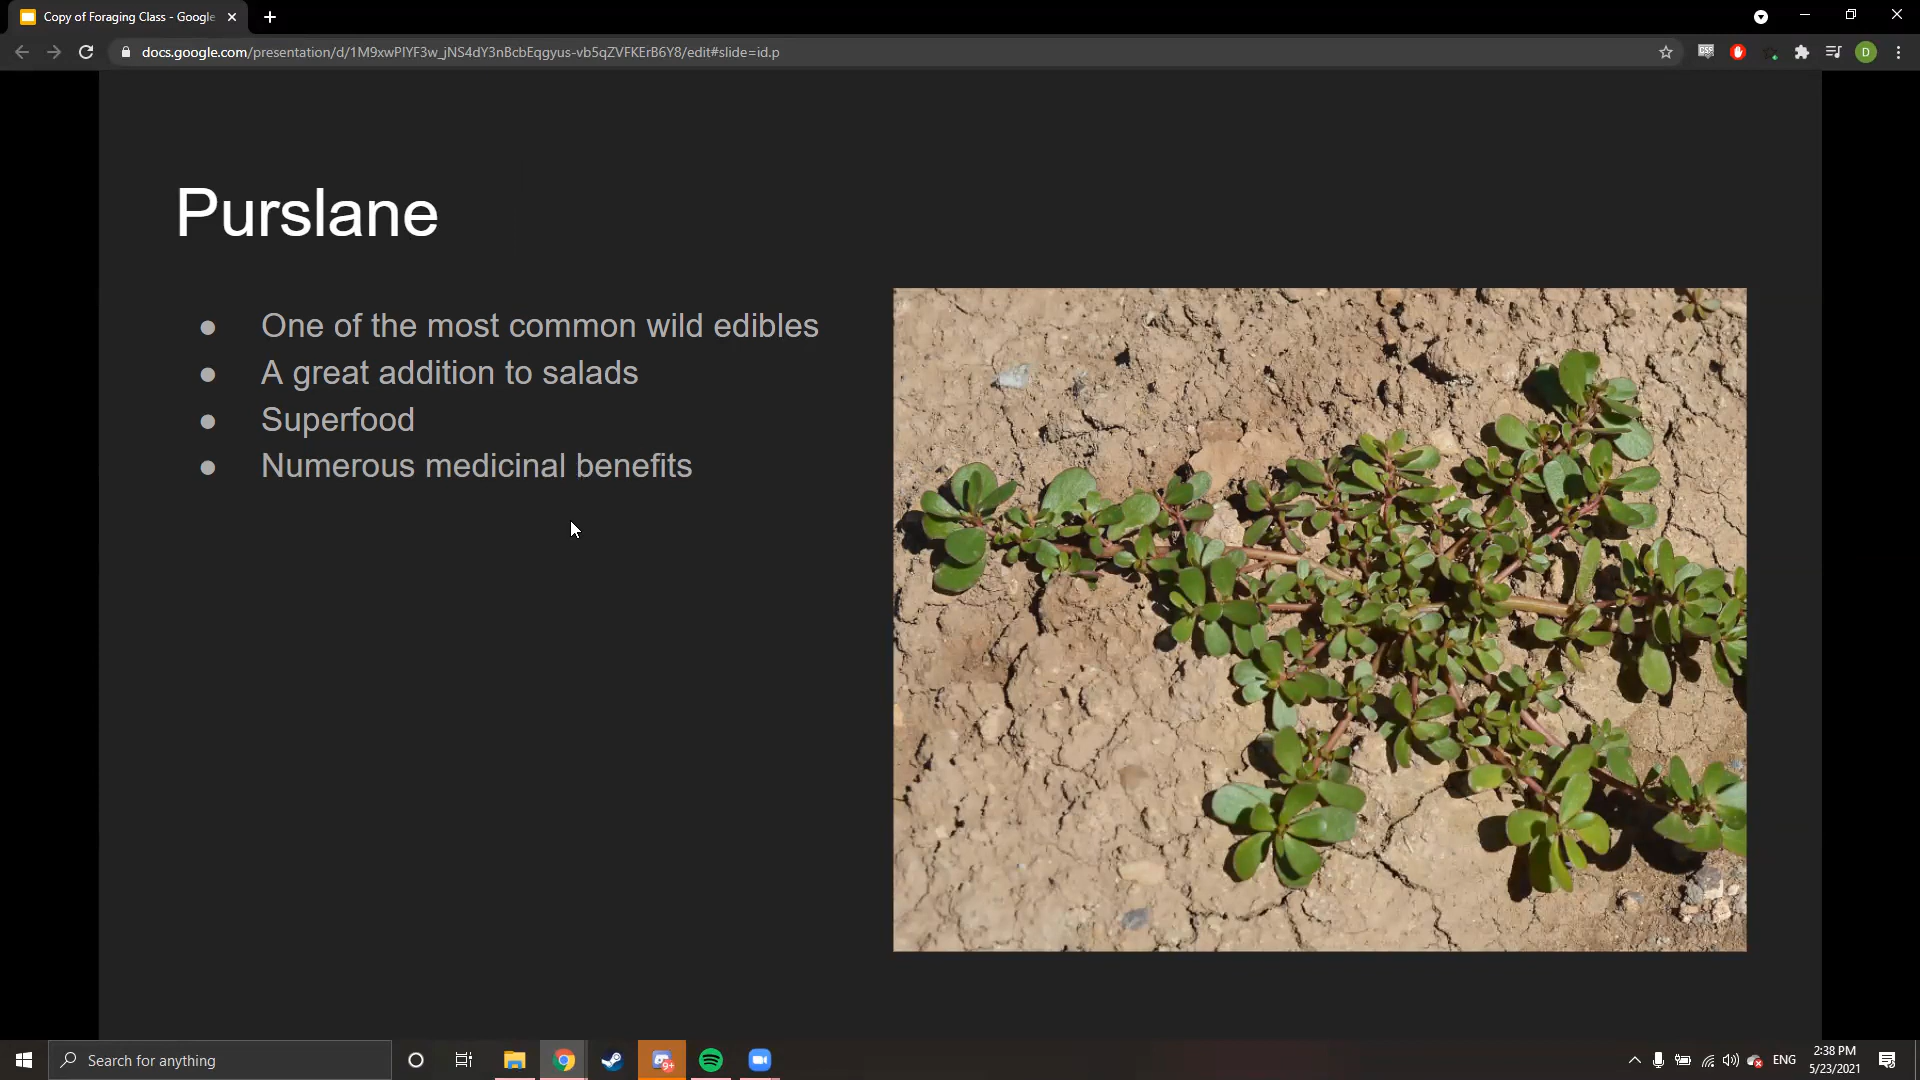 Copy of Foraging Class - Google
docs.google.com/presentation/d/1M9xwPIYF3w_jNS4dY3nBcbEqgyus-vb5qZVFKErB6Y8/edit#slide=id.p
D
Purslane
● One of the most common wild edibles
● A great addition to salads
● Superfood
● Numerous medicinal benefits
Search for anything
9+
ENG
2:38 PM
5/23/2021